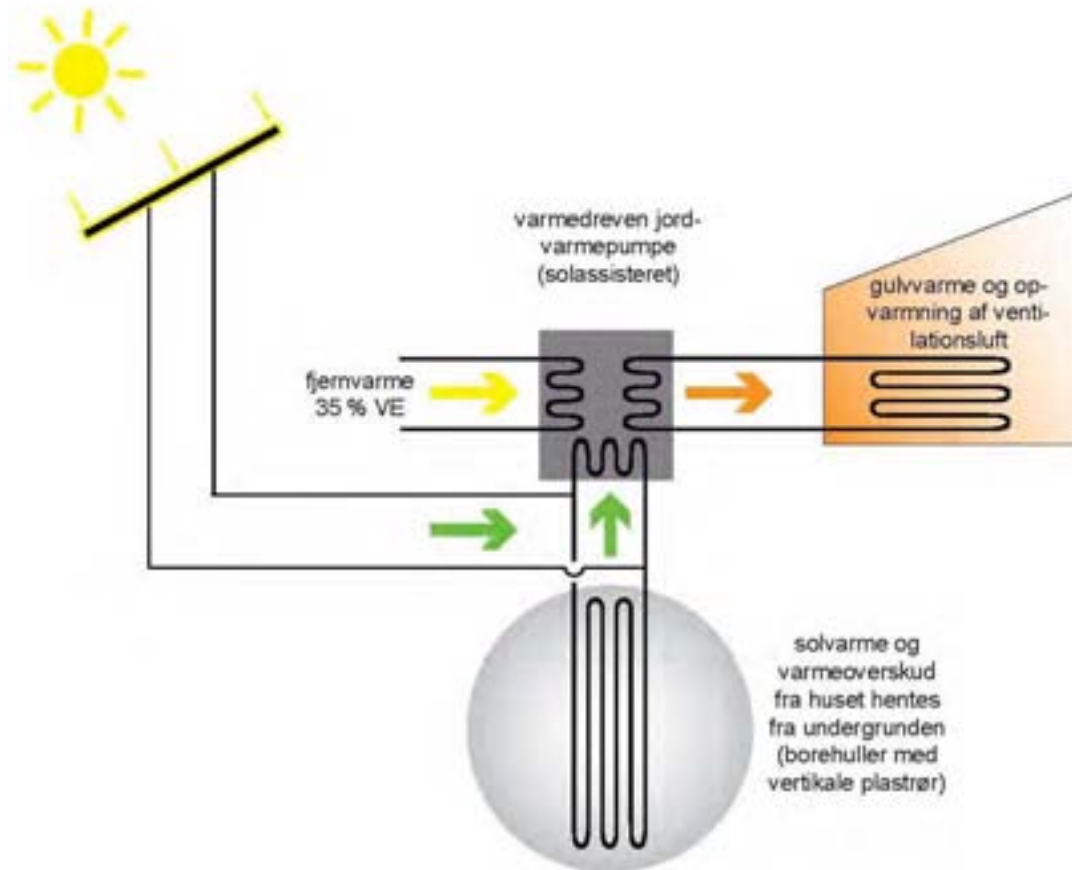 varmedreven jord-
varmepumpe
(solassisteret)
gulvvarme og op-
varmning af venti-
lationsluft
fjernvarme
35 % VE
solvarme og
varmeoverskud
fra huset hentes
fra undergrunden
(borehuller med
vertikale plastrør)